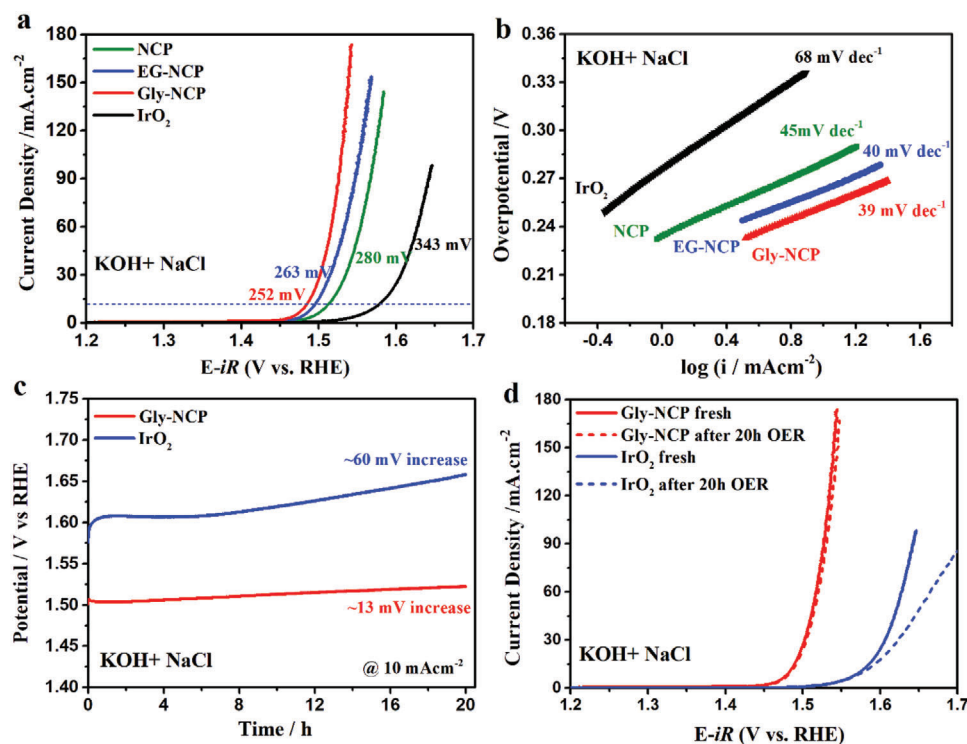 a
180
150
120
90
60
30
0
Current Density /mA.cm⁻²
NCP
EG-NCP
Gly-NCP
IrO₂
KOH+ NaCl
252 mV
263 mV
280 mV
343 mV
1.2 1.3 1.4 1.5 1.6 1.7
E-iR (V vs. RHE)
b
0.36
0.33
0.30
0.27
0.24
0.21
0.18
Overpotential /V
KOH+ NaCl
68 mV dec⁻¹
45mV dec⁻¹
40 mV dec⁻¹
39 mV dec⁻¹
IrO₂
NCP
EG-NCP
Gly-NCP
-0.4 0.0 0.4 0.8 1.2 1.6
log (i / mAcm⁻²)
c
1.75
1.70
1.65
1.60
1.55
1.50
1.45
1.40
Potential / V vs RHE
Gly-NCP
IrO₂
~60 mV increase
~13 mV increase
KOH+ NaCl
@ 10 mAcm⁻²
0 4 8 12 16 20
Time / h
d
180
150
120
90
60
30
0
Current Density /mA.cm⁻²
Gly-NCP fresh
Gly-NCP after 20h OER
IrO₂ fresh
IrO₂ after 20h OER
KOH+ NaCl
1.2 1.3 1.4 1.5 1.6 1.7
E-iR (V vs. RHE)